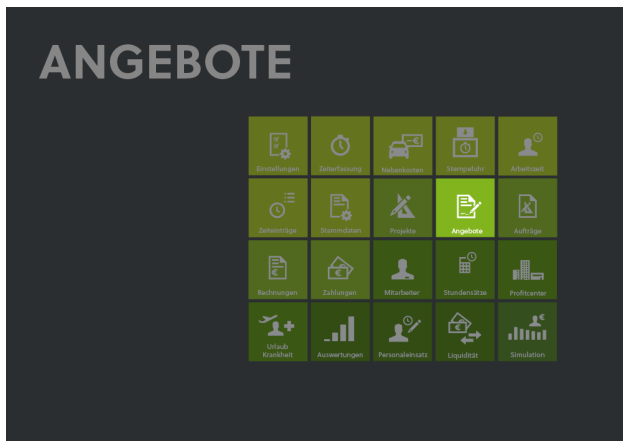 ANGEBOTE
Einstellungen
Zeiterfassung
Nebenkosten
Stempeluhr
Arbeitszeit
Zeiteinträge
Stammdaten
Projekte
Angebote
Aufträge
Rechnungen
Zahlungen
Mitarbeiter
Stundensätze
Profitcenter
Urlaub
Krankheit
Auswertungen
Personaleinsatz
Liquidität
Simulation